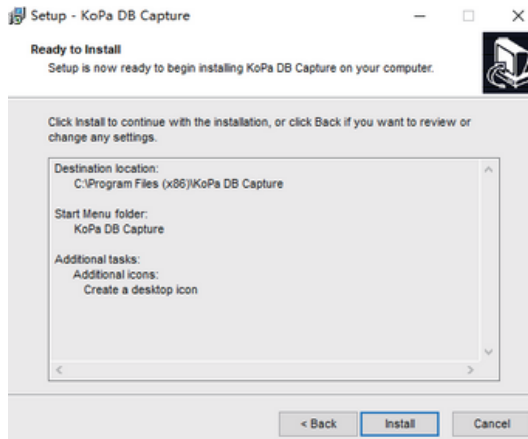 Setup - KoPa DB Capture
Ready to Install
Setup is now ready to begin installing KoPa DB Capture on your computer.
Click Install to continue with the installation, or click Back if you want to review or
change any settings.
Destination location:
C:\Program Files (x86)\KoPa DB Capture
Start Menu folder:
KoPa DB Capture
Additional tasks:
Additional icons:
Create a desktop icon
< Back
Install
Cancel